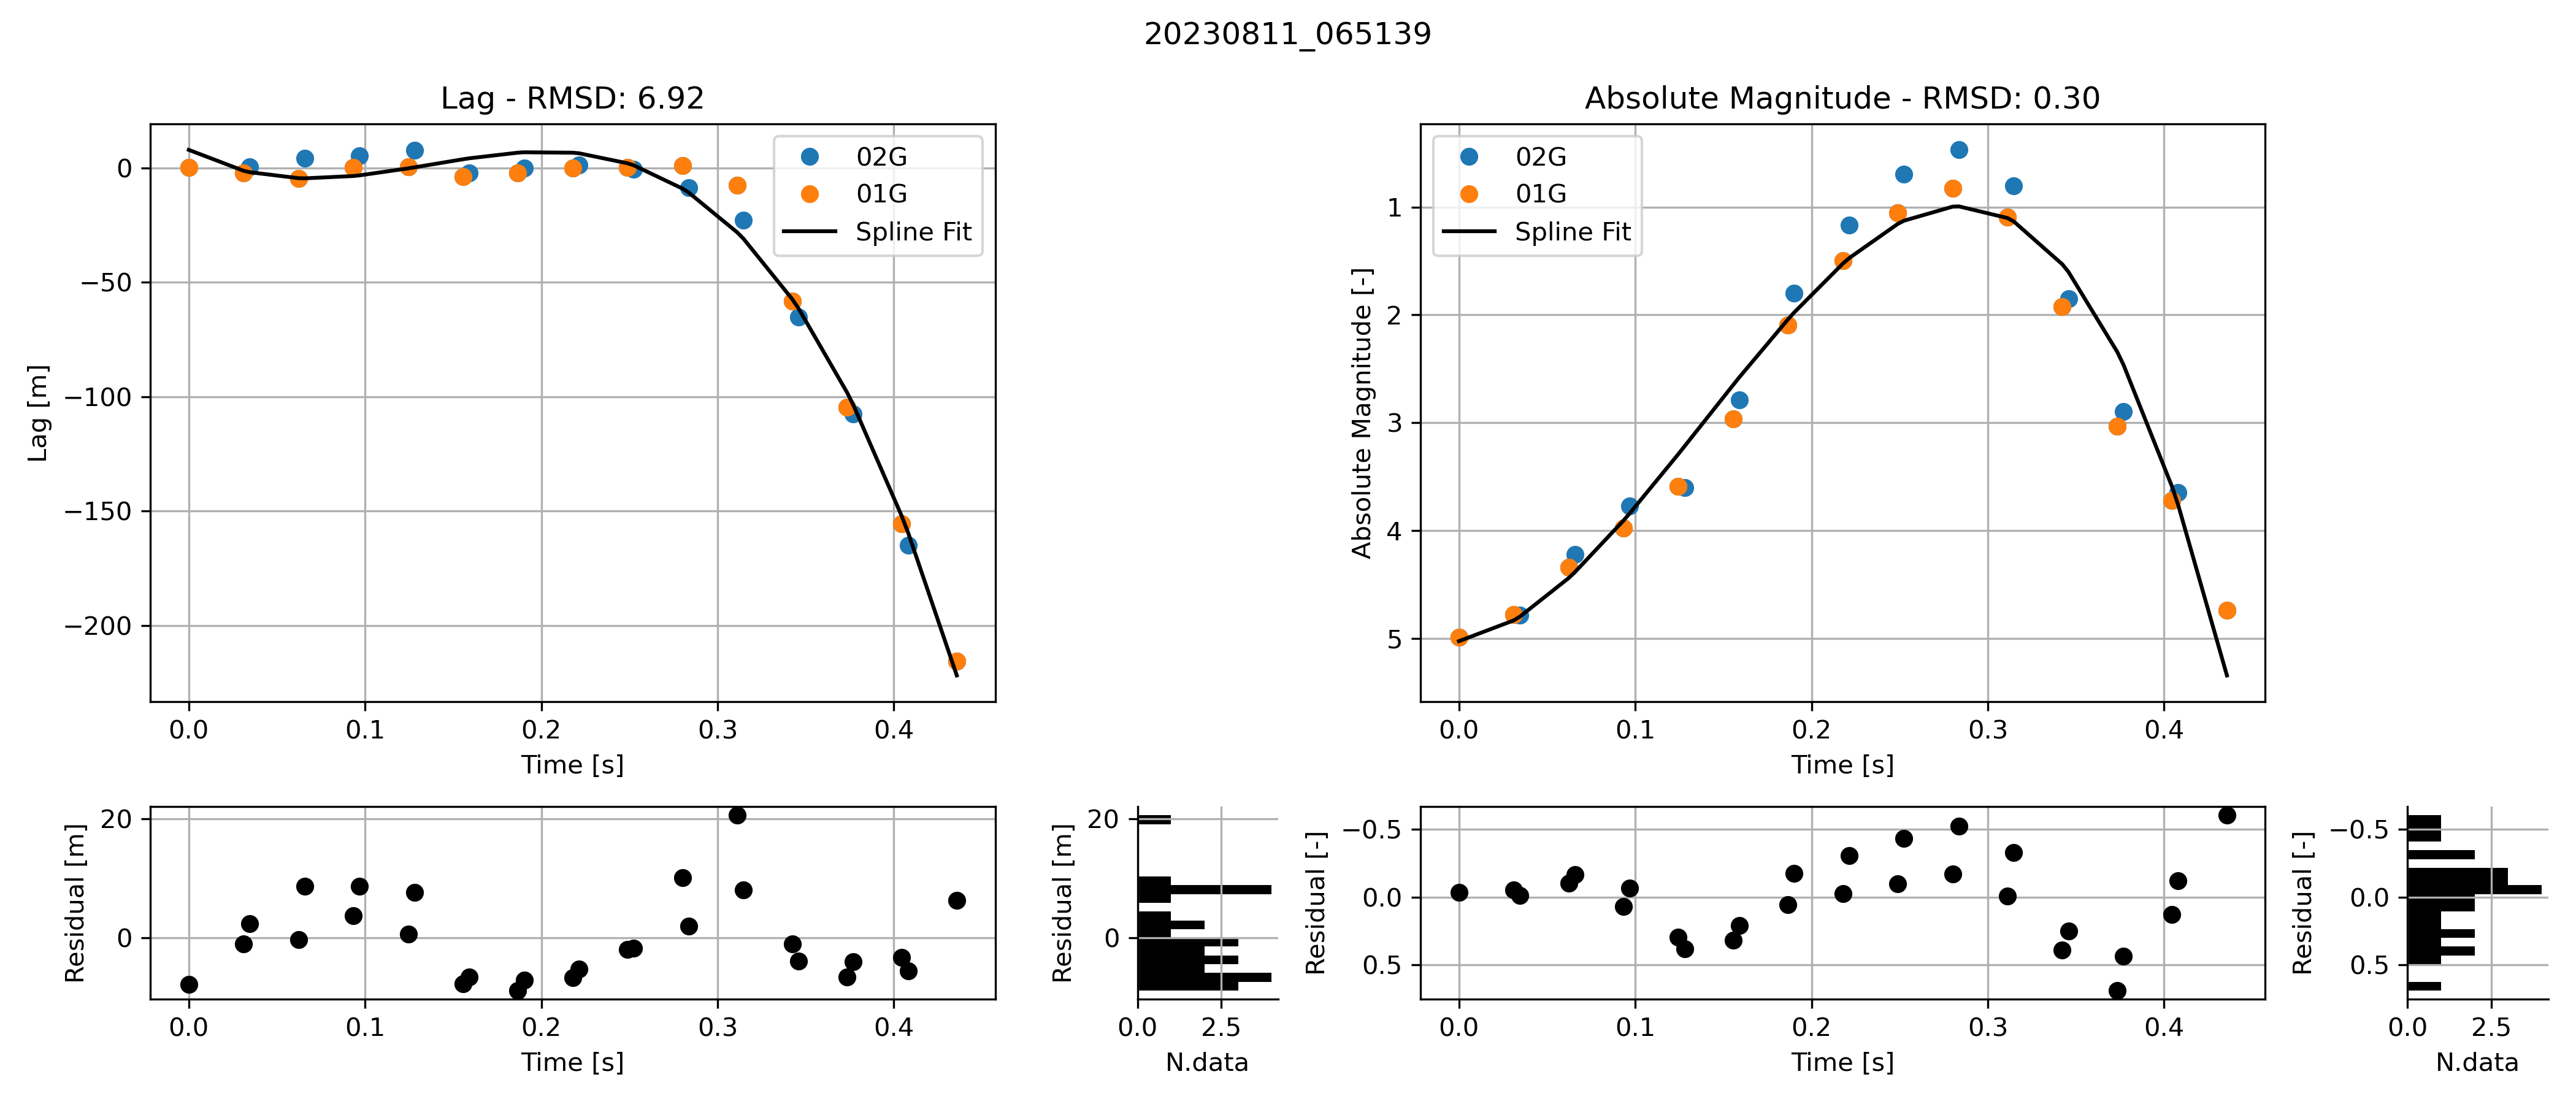 20230811_065139
Lag - RMSD: 6.92
02G
01G
Spline Fit
0
−50
−100
−150
−200
Lag [m]
0.0 0.1 0.2 0.3 0.4
Time [s]
Absolute Magnitude - RMSD: 0.30
02G
01G
Spline Fit
1
2
3
4
5
Absolute Magnitude [-]
0.0 0.1 0.2 0.3 0.4
Time [s]
20
0
Residual [m]
0.0 0.1 0.2 0.3 0.4
Time [s]
20
0
Residual [m]
0.0 2.5
N.data
−0.5
0.0
0.5
Residual [-]
0.0 0.1 0.2 0.3 0.4
Time [s]
−0.5
0.0
0.5
Residual [-]
0.0 2.5
N.data